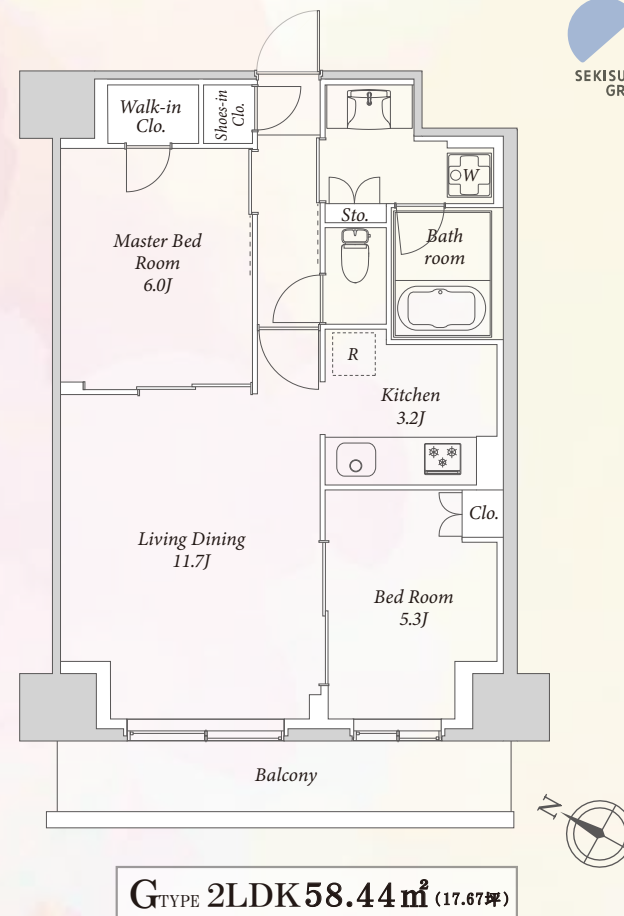 SEKISU
GR
Walk-in
Clo.
Shoes-in
Clo.
W
Sto.
Bath
room
Master Bed
Room
6.0J
R
Kitchen
3.2J
Clo.
Living Dining
11.7J
Bed Room
5.3J
Balcony
N
GTYPE 2LDK 58.44㎡ (17.67坪)